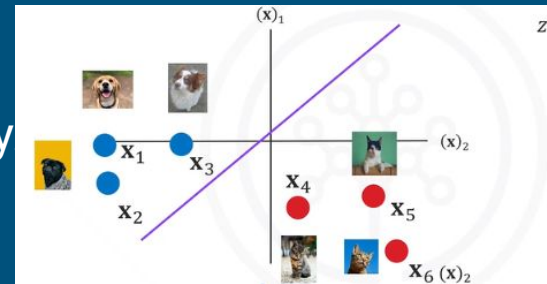 (x)₁
z
y
(x)₂
x₁
x₃
x₂
x₄
x₅
x₆ (x)₂